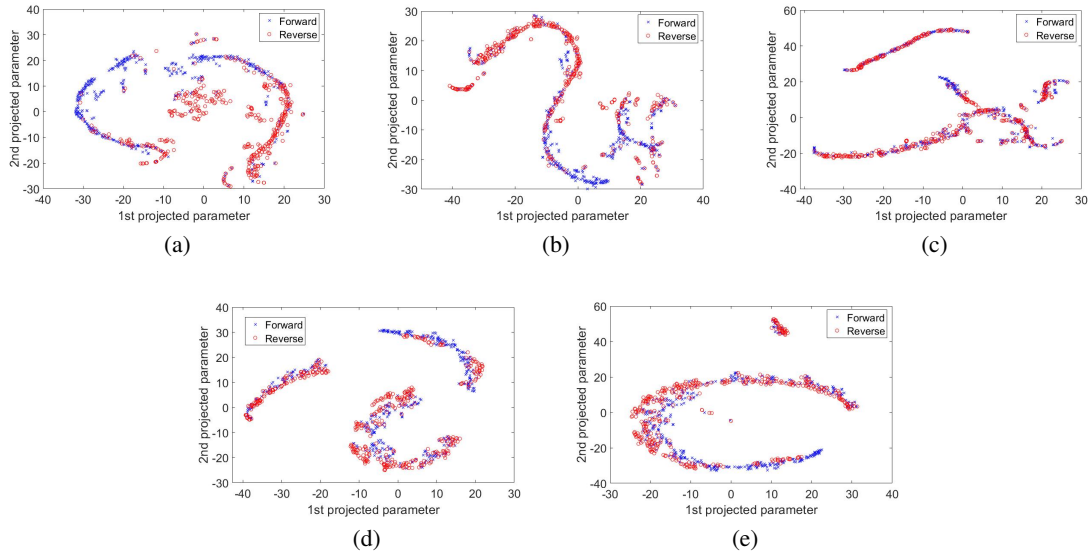 40
30
20
10
0
-10
-20
-30
-40 -30 -20 -10 0 10 20 30
2nd projected parameter
1st projected parameter
Forward
Reverse
(a)
30
20
10
0
-10
-20
-30
-60 -40 -20 0 20 40
2nd projected parameter
1st projected parameter
Forward
Reverse
(b)
60
40
20
0
-20
-40
-40 -30 -20 -10 0 10 20 30
2nd projected parameter
1st projected parameter
Forward
Reverse
(c)
40
30
20
10
0
-10
-20
-30
-40 -30 -20 -10 0 10 20 30
2nd projected parameter
1st projected parameter
Forward
Reverse
(d)
60
40
20
0
-20
-40
-30 -20 -10 0 10 20 30 40
2nd projected parameter
1st projected parameter
Forward
Reverse
(e)